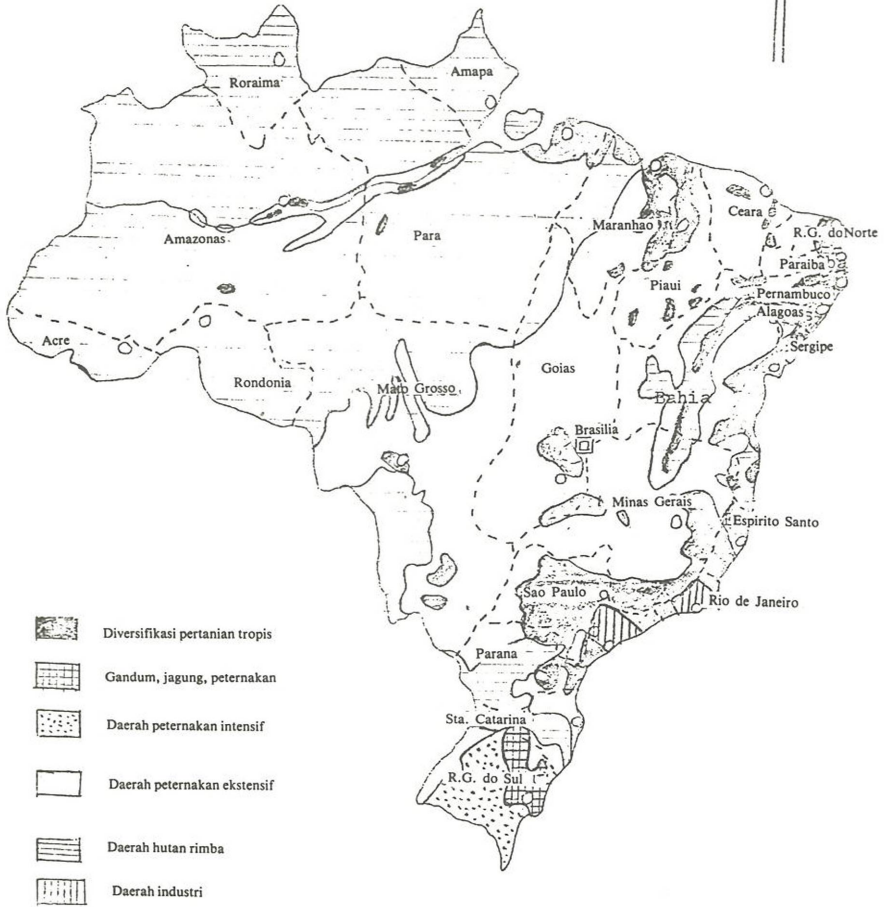 Roraima
Amapa
Amazonas
Para
Maranhao
Ceara
R.G. do Norte
Paraiba
Piaui
Pernambuco
Alagoas
Sergipe
Acre
Rondonia
Mato Grosso
Goias
Bahia
Brasilia
Minas Gerais
Espirito Santo
Sao Paulo
Rio de Janeiro
Parana
Sta. Catarina
R.G. do Sul
Diversifikasi pertanian tropis
Gandum, jagung, peternakan
Daerah peternakan intensif
Daerah peternakan ekstensif
Daerah hutan rimba
Daerah industri